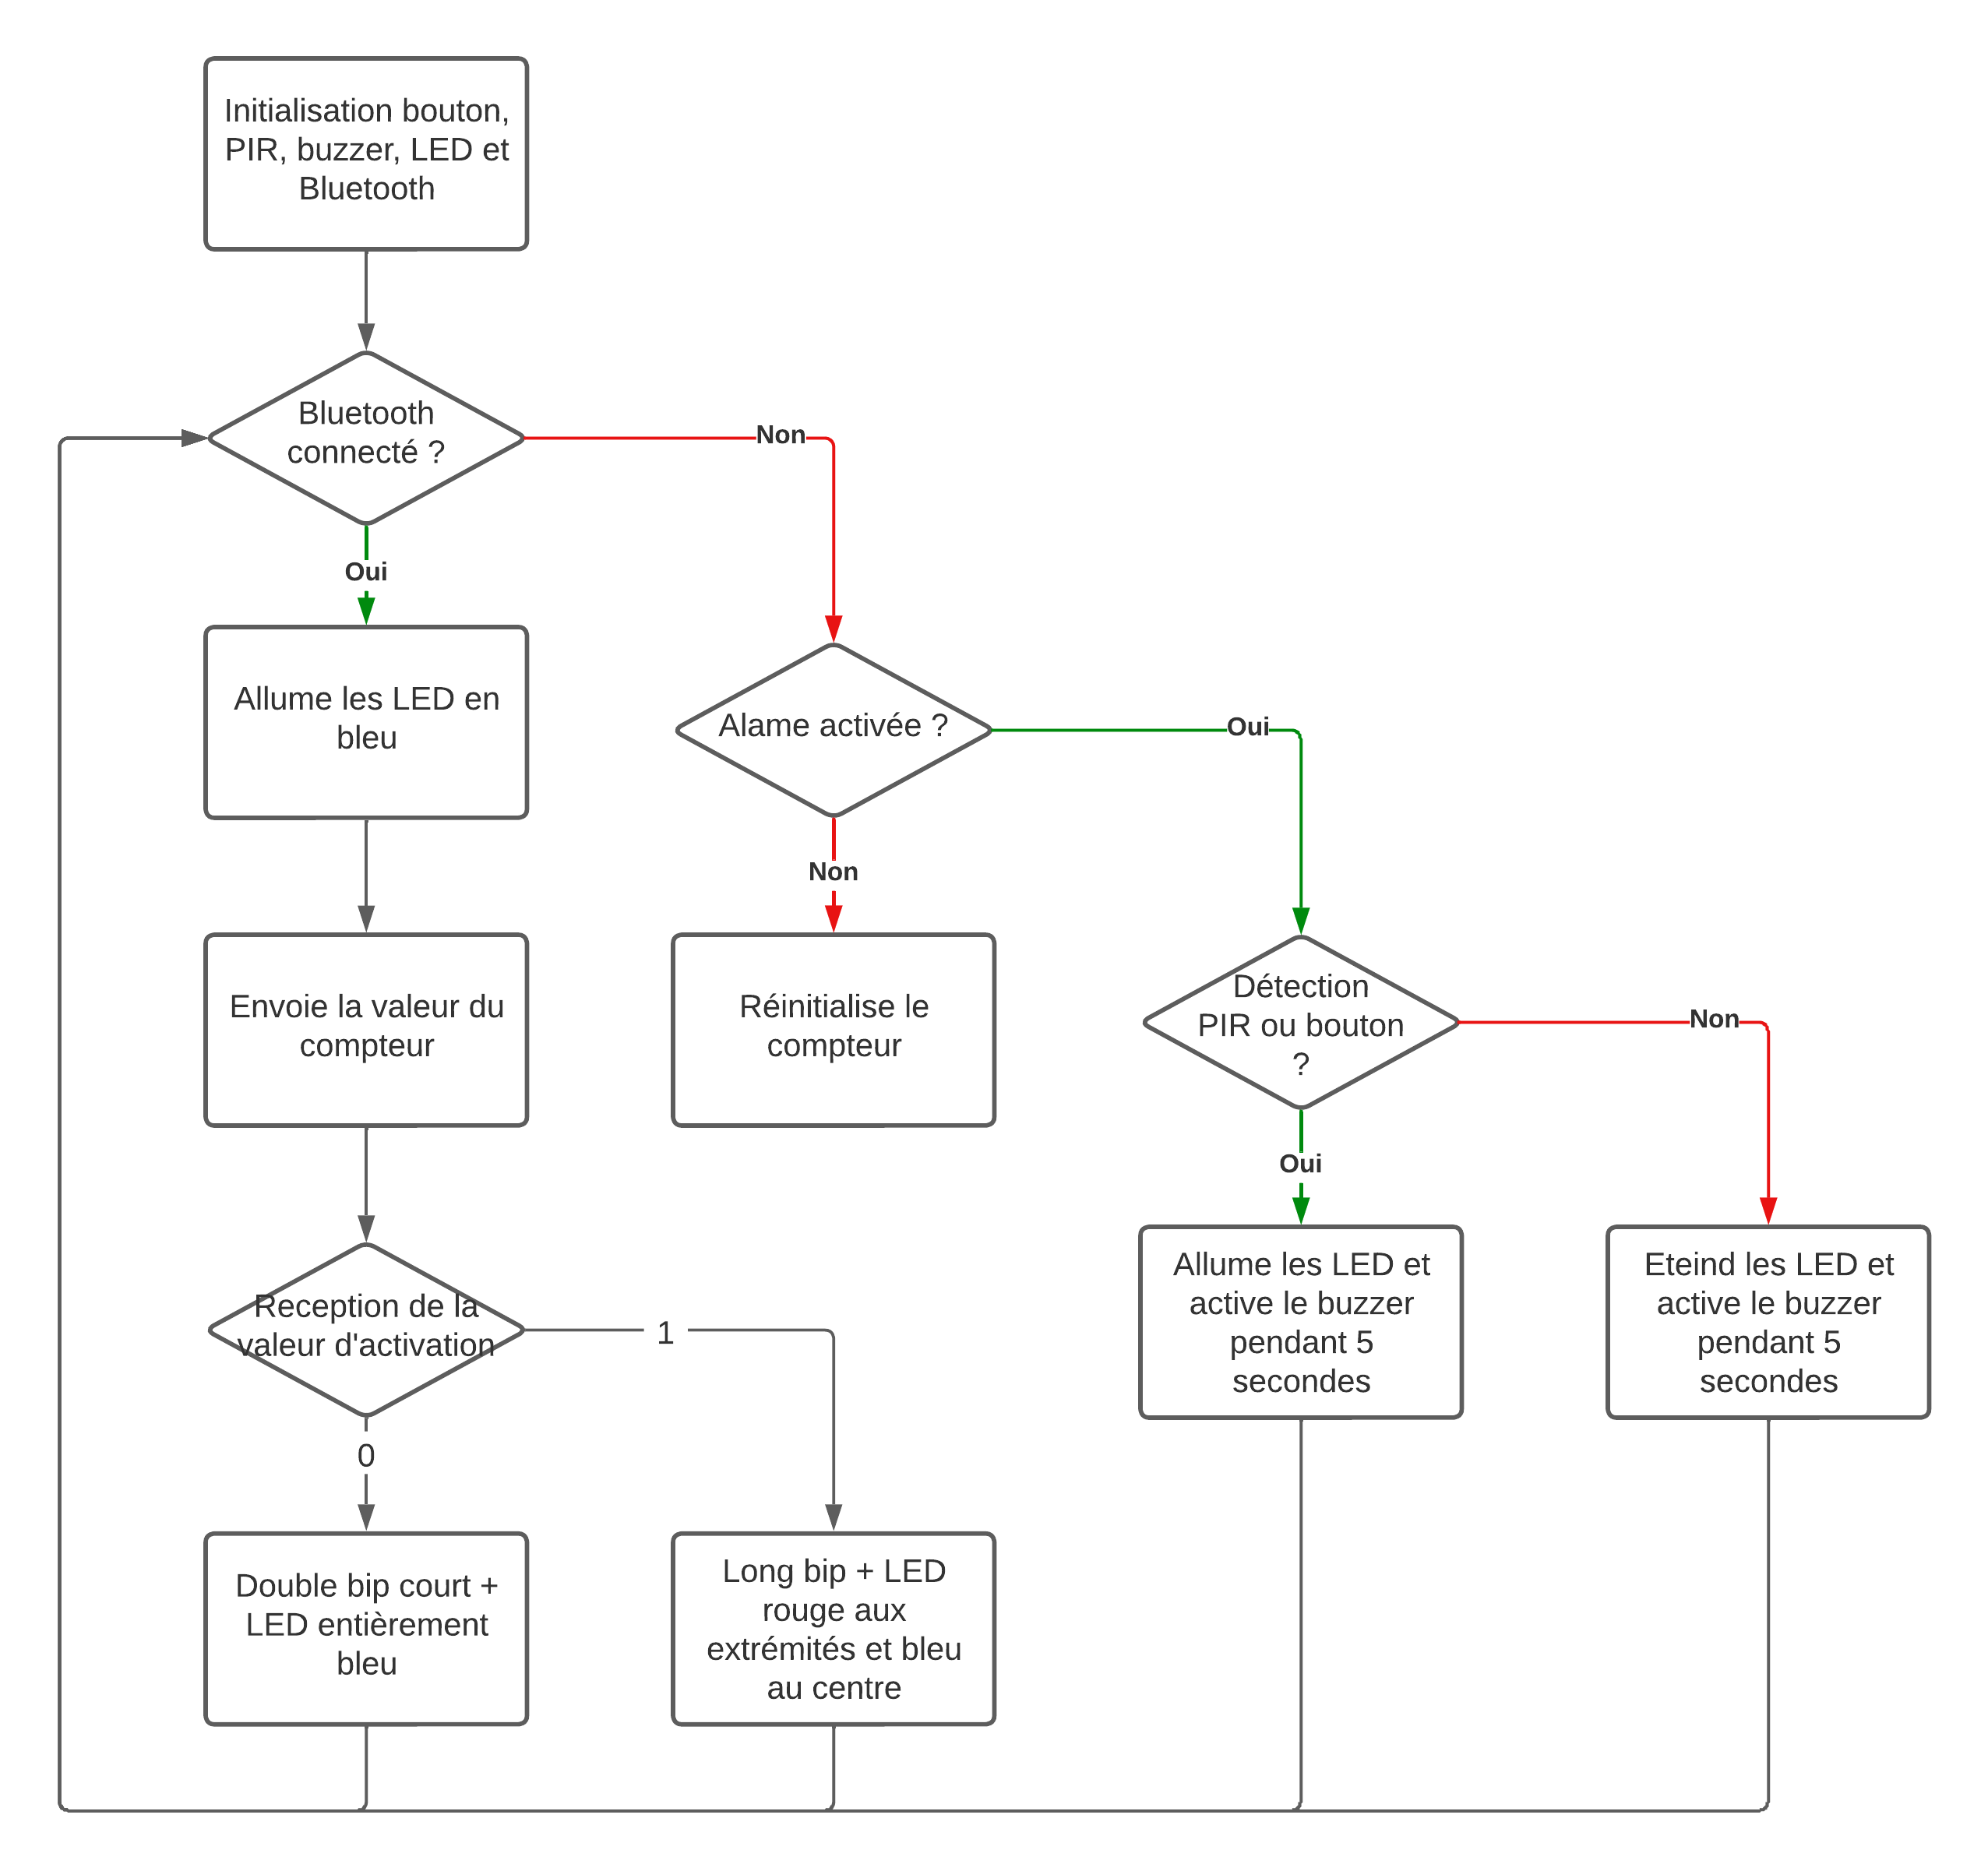 Initialisation bouton,
PIR, buzzer, LED et
Bluetooth
Bluetooth
connecté ?
Non
Oui
Allume les LED en
bleu
Alame activée ?
Oui
Non
Envoie la valeur du
compteur
Réinitialise le
compteur
Détection
PIR ou bouton
?
Non
Oui
Allume les LED et
active le buzzer
pendant 5
secondes
Eteind les LED et
active le buzzer
pendant 5
secondes
Reception de la
valeur d'activation
1
0
Double bip court +
LED entièrement
bleu
Long bip + LED
rouge aux
extrémités et bleu
au centre